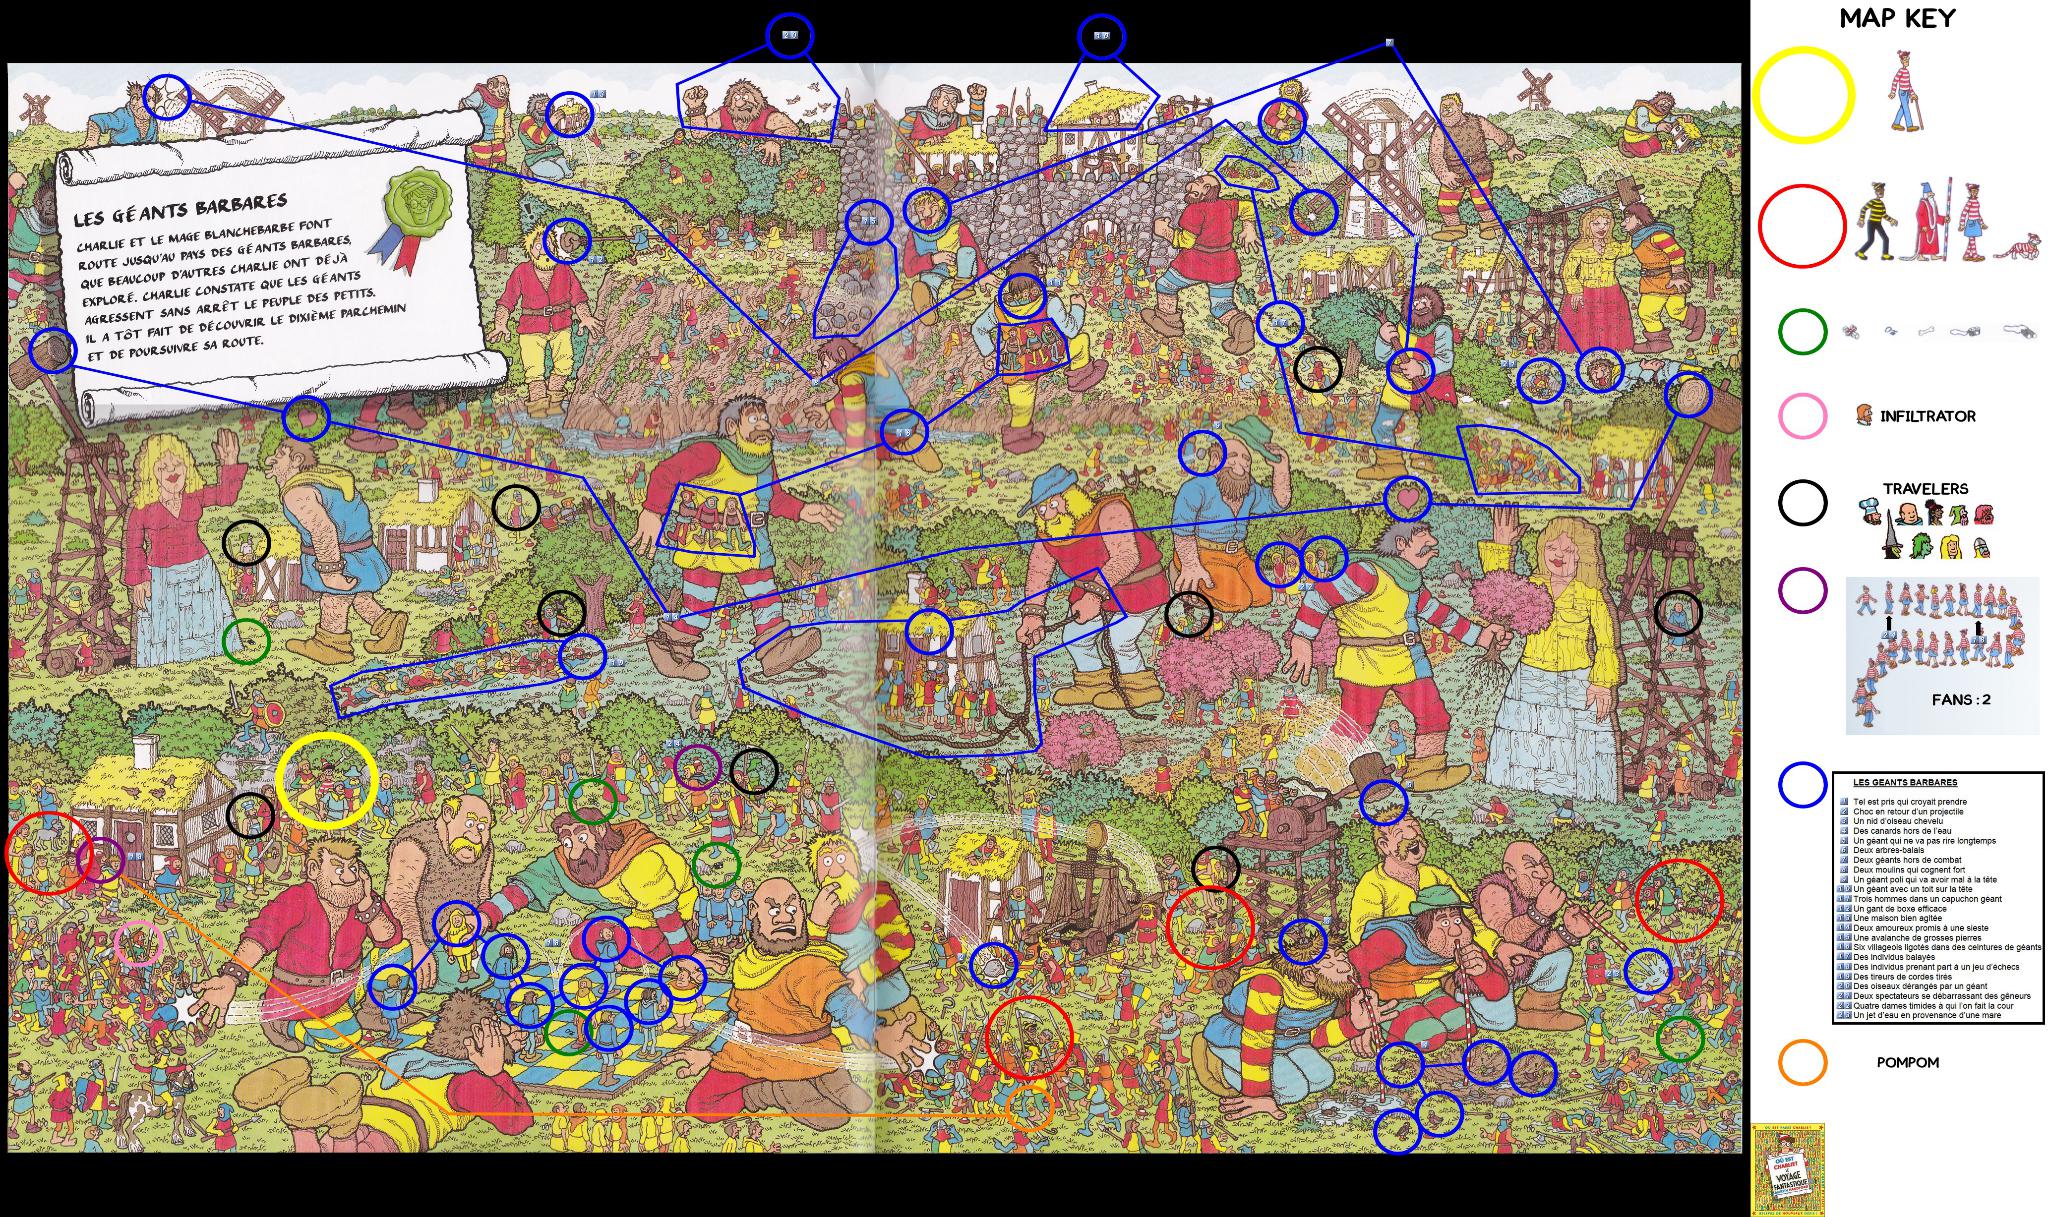 LES GÉANTS BARBARES
CHARLIE ET LE MAGE BLANCHEBARBE FONT
ROUTE JUSQU'AU PAYS DES GÉANTS BARBARES,
QUE BEAUCOUP D'AUTRES CHARLIE ONT DÉJÀ
EXPLORÉ. CHARLIE CONSTATE QUE LES GÉANTS
AGRESSENT SANS ARRÊT LE PEUPLE DES PETITS.
IL A TÔT FAIT DE DÉCOUVRIR LE DIXIÈME PARCHEMIN
ET DE POURSUIVRE SA ROUTE.
MAP KEY
INFILTRATOR
TRAVELERS
FANS : 2
LES GEANTS BARBARES
Tel est pris qui croyait prendre
Choc en retour d'un projectile
Un nid d'oiseau chevelu
Des canards hors de l'eau
Un géant qui ne va pas rire longtemps
Deux arbres-balais
Deux géants hors de combat
Deux moulins qui cognent fort
Un géant poli qui va avoir mal à la tête
Un géant avec un toit sur la tête
Trois hommes dans un capuchon géant
Un gant de boxe efficace
Une maison bien agitée
Deux amoureux promis à une sieste
Une avalanche de grosses pierres
Six villageois ligotés dans des ceintures de géants
Des individus balayés
Des individus prenant part à un jeu d'échecs
Des tireurs de cordes tirés
Des oiseaux dérangés par un géant
Deux spectateurs se débarrassant des gêneurs
Quatre dames timides à qui l'on fait la cour
Un jet d'eau en provenance d'une mare
POMPOM
OÙ EST
CHARLIE?
LE
VOYAGE
FANTASTIQUE